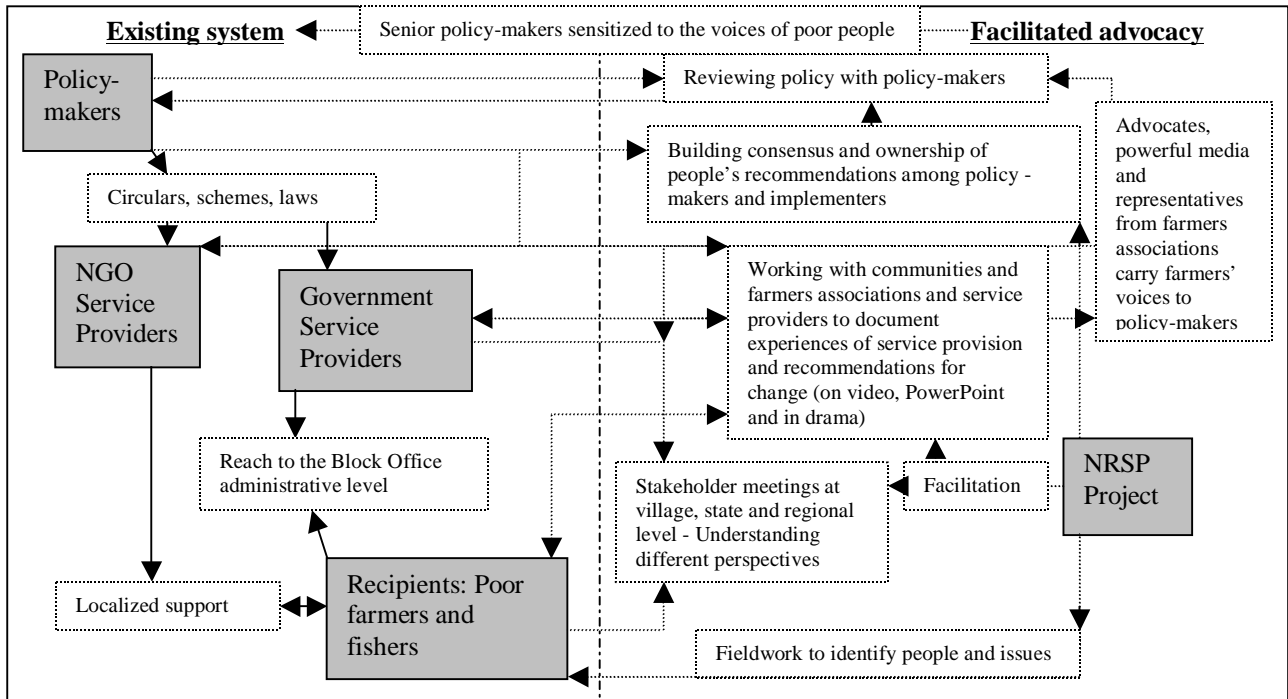 Existing system
Senior policy-makers sensitized to the voices of poor people
Facilitated advocacy
Policy-
makers
Reviewing policy with policy-makers
Advocates,
powerful media
and
representatives
from farmers
associations
carry farmers’
voices to
policy-makers
Building consensus and ownership of
people’s recommendations among policy -
makers and implementers
Circulars, schemes, laws
NGO
Service
Providers
Government
Service
Providers
Working with communities and
farmers associations and service
providers to document
experiences of service provision
and recommendations for
change (on video, PowerPoint
and in drama)
Reach to the Block Office
administrative level
Stakeholder meetings at
village, state and regional
level - Understanding
different perspectives
Facilitation
NRSP
Project
Localized support
Recipients: Poor
farmers and
fishers
Fieldwork to identify people and issues